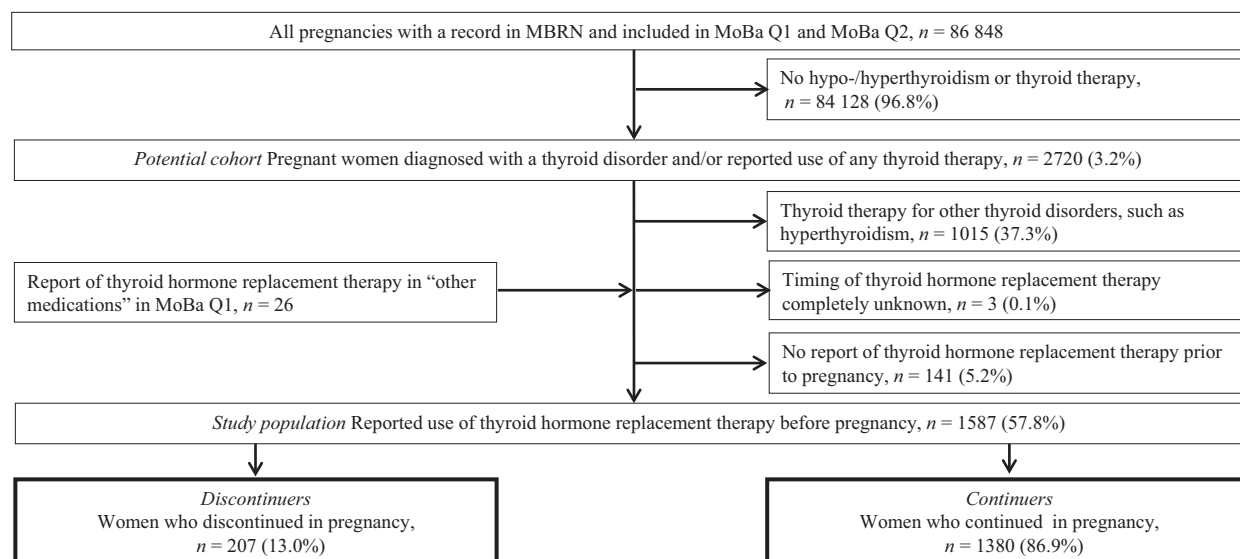 All pregnancies with a record in MBRN and included in MoBa Q1 and MoBa Q2, n = 86 848
No hypo-/hyperthyroidism or thyroid therapy,
n = 84 128 (96.8%)
Potential cohort Pregnant women diagnosed with a thyroid disorder and/or reported use of any thyroid therapy, n = 2720 (3.2%)
Thyroid therapy for other thyroid disorders, such as
hyperthyroidism, n = 1015 (37.3%)
Report of thyroid hormone replacement therapy in “other
medications” in MoBa Q1, n = 26
Timing of thyroid hormone replacement therapy
completely unknown, n = 3 (0.1%)
No report of thyroid hormone replacement therapy prior
to pregnancy, n = 141 (5.2%)
Study population Reported use of thyroid hormone replacement therapy before pregnancy, n = 1587 (57.8%)
Discontinuers
Women who discontinued in pregnancy,
n = 207 (13.0%)
Continuers
Women who continued in pregnancy,
n = 1380 (86.9%)